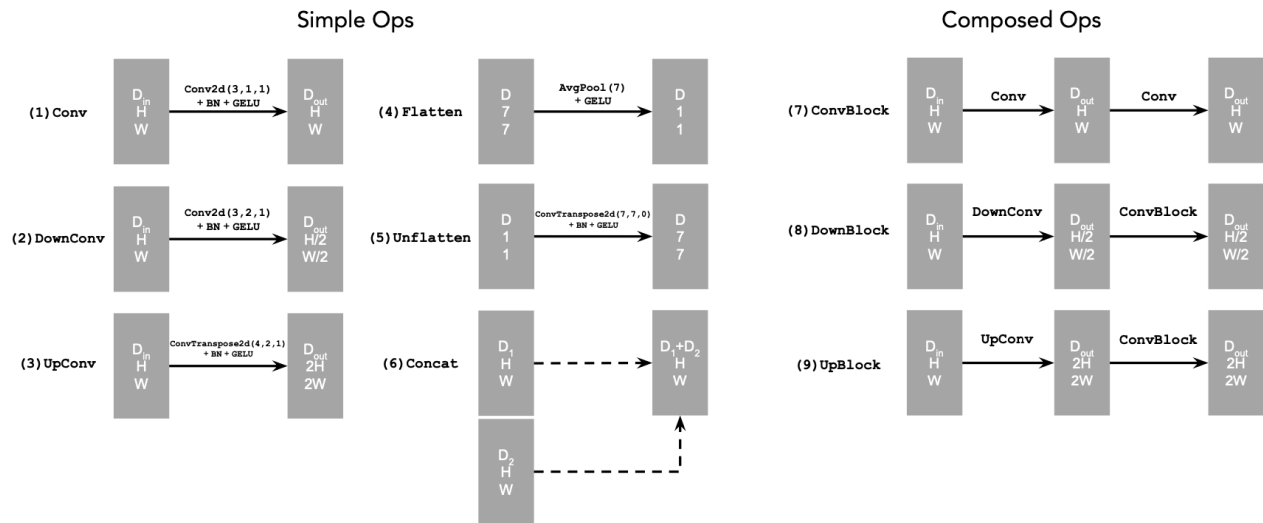 Simple Ops
Composed Ops
(1) Conv
D_in
H
W
Conv2d(3,1,1)
+ BN + GELU
D_out
H
W
(2) DownConv
D_in
H
W
Conv2d(3,2,1)
+ BN + GELU
D_out
H/2
W/2
(3) UpConv
D_in
H
W
ConvTranspose2d(4,2,1)
+ BN + GELU
D_out
2H
2W
(4) Flatten
D
7
7
AvgPool(7)
+ GELU
D
1
1
(5) Unflatten
D
1
1
ConvTranspose2d(7,7,0)
+ BN + GELU
D
7
7
(6) Concat
D_1
H
W
D_1+D_2
H
W
D_2
H
W
(7) ConvBlock
D_in
H
W
Conv
D_out
H
W
Conv
D_out
H
W
(8) DownBlock
D_in
H
W
DownConv
D_out
H/2
W/2
ConvBlock
D_out
H/2
W/2
(9) UpBlock
D_in
H
W
UpConv
D_out
2H
2W
ConvBlock
D_out
2H
2W